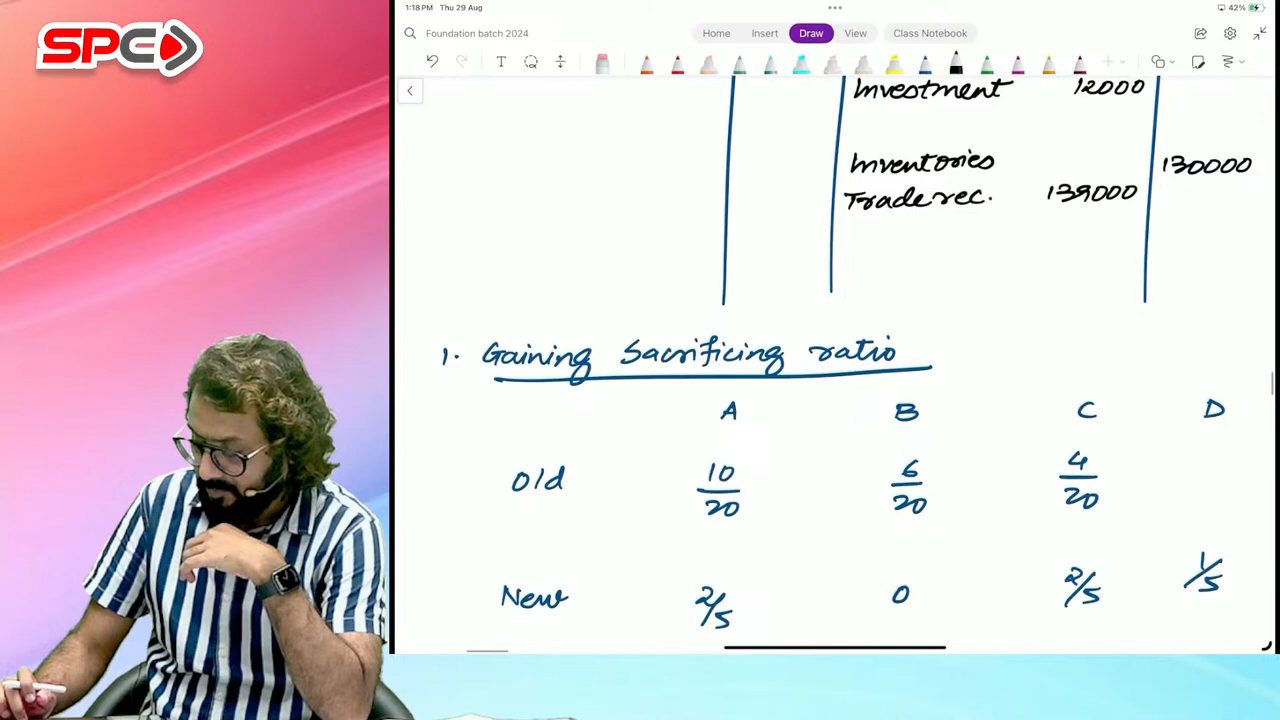 SPE
1:18 PM Thu 29 Aug
42%
Foundation batch 2024
Home Insert Draw View Class Notebook
Investment 12000
Inventories 130000
Trade rec. 139000
1. Gaining Sacrificing ratio
A B C D
Old 10/20 6/20 4/20
New 2/5 0 2/5 1/5